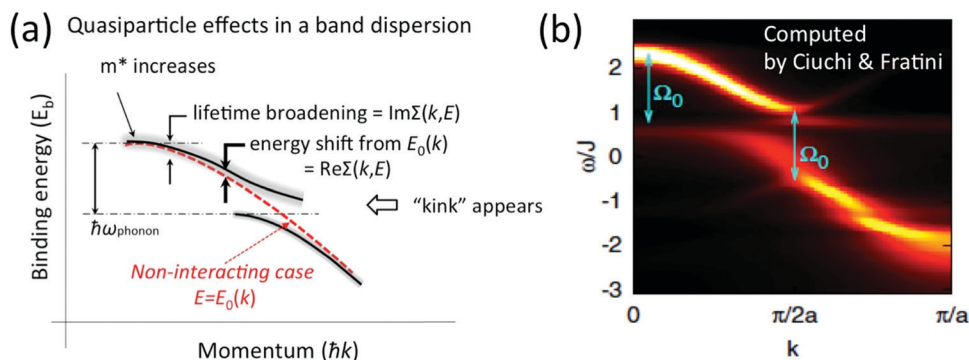 (a) Quasiparticle effects in a band dispersion
m* increases
lifetime broadening = ImΣ(k,E)
energy shift from E₀(k)
= ReΣ(k,E)
"kink" appears
ħωphonon
Non-interacting case
E=E₀(k)
Binding energy (E_b)
Momentum (ħk)
(b)
Computed
by Ciuchi & Fratini
Ω₀
Ω₀
ω/J
2
1
0
-1
-2
-3
0
π/2a
π/a
k